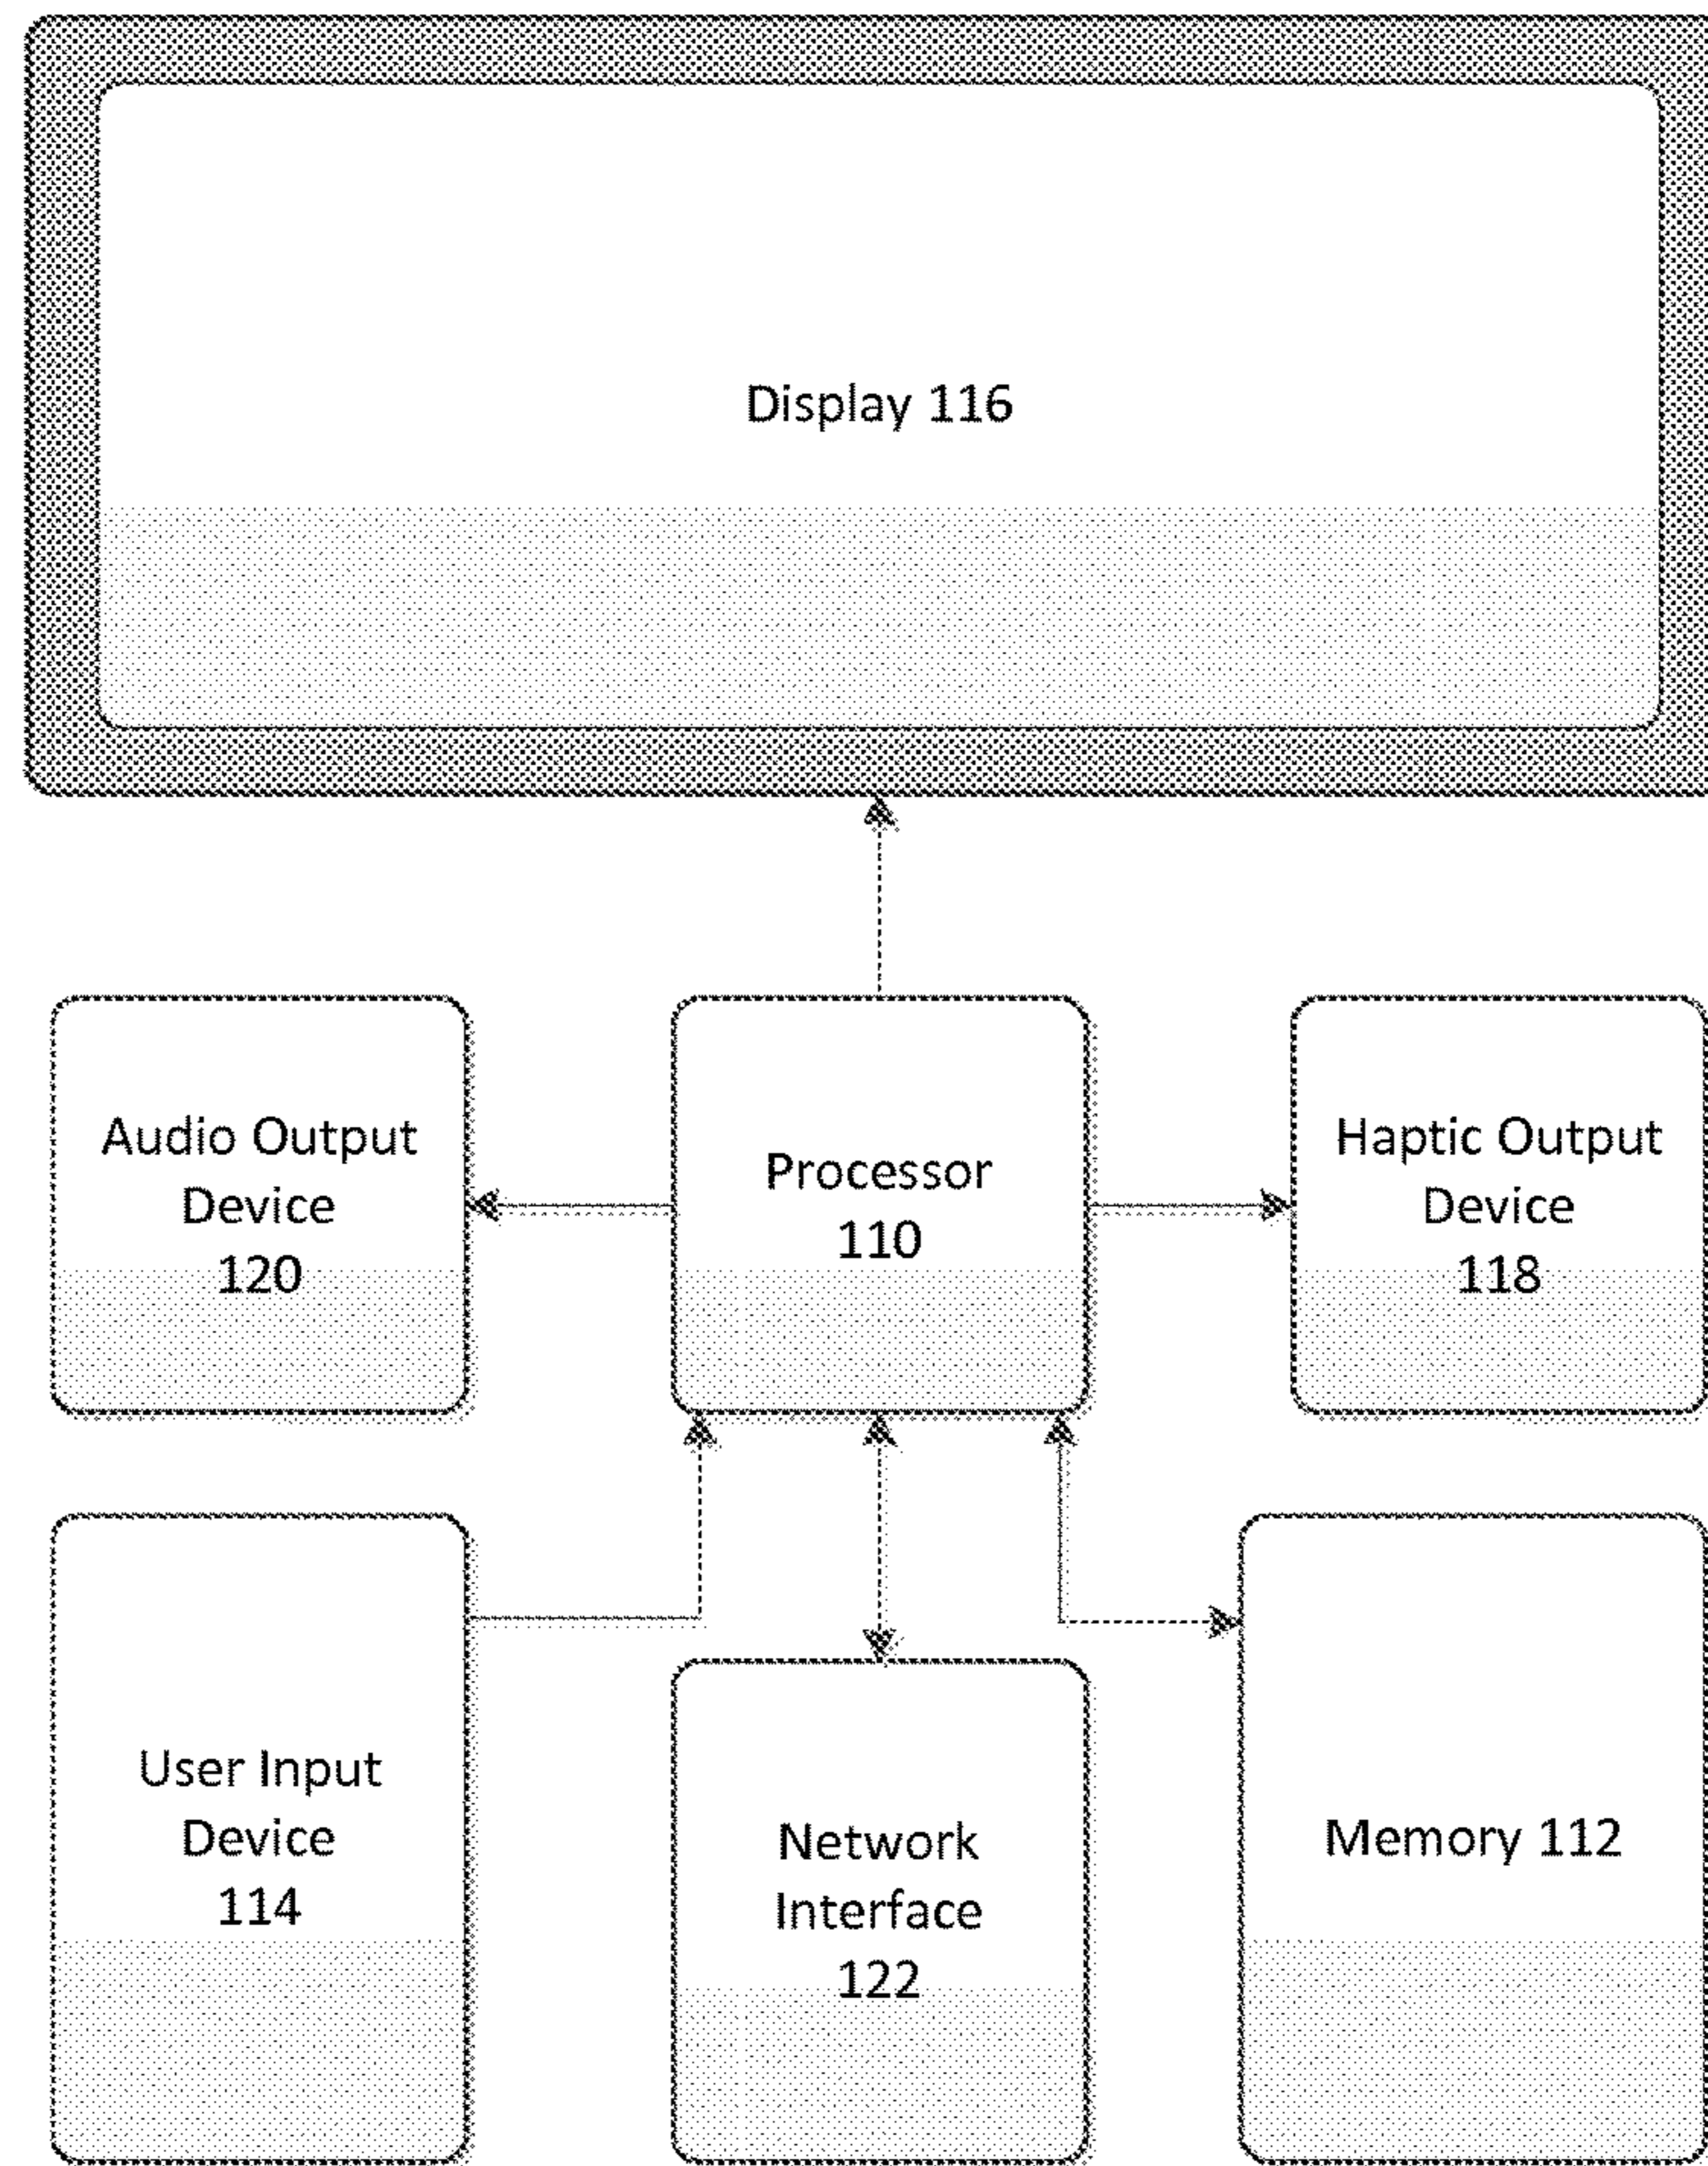 Display 116
Audio Output
Device
120
Processor
110
Haptic Output
Device
118
User Input
Device
114
Network
Interface
122
Memory 112